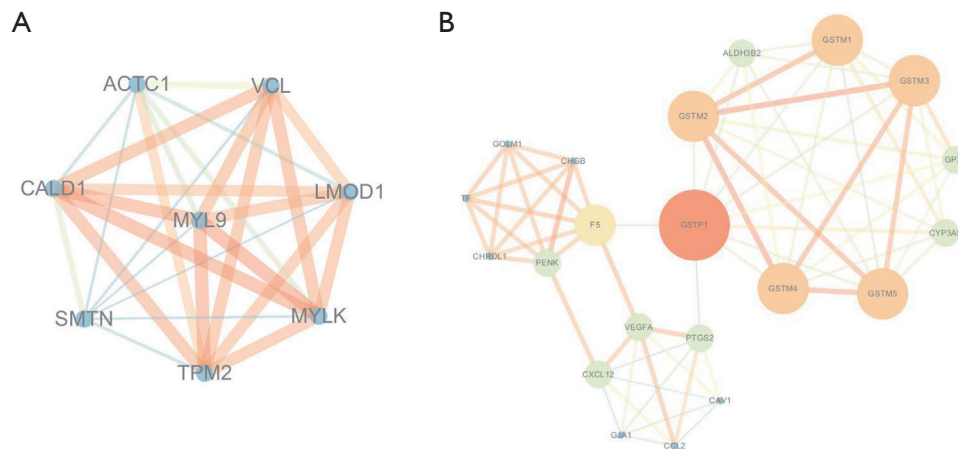 A
B
ACTC1
VCL
CALD1
LMOD1
MYL9
SMTN
MYLK
TPM2
GSTM1
ALDH3B2
GSTM3
GSTM2
GOLM1
CHGB
TF
F5
GSTP1
CHRDL1
PENK
GSTM4
GSTM5
VEGFA
PTGS2
CXCL12
CAV1
GJA1
CCL2